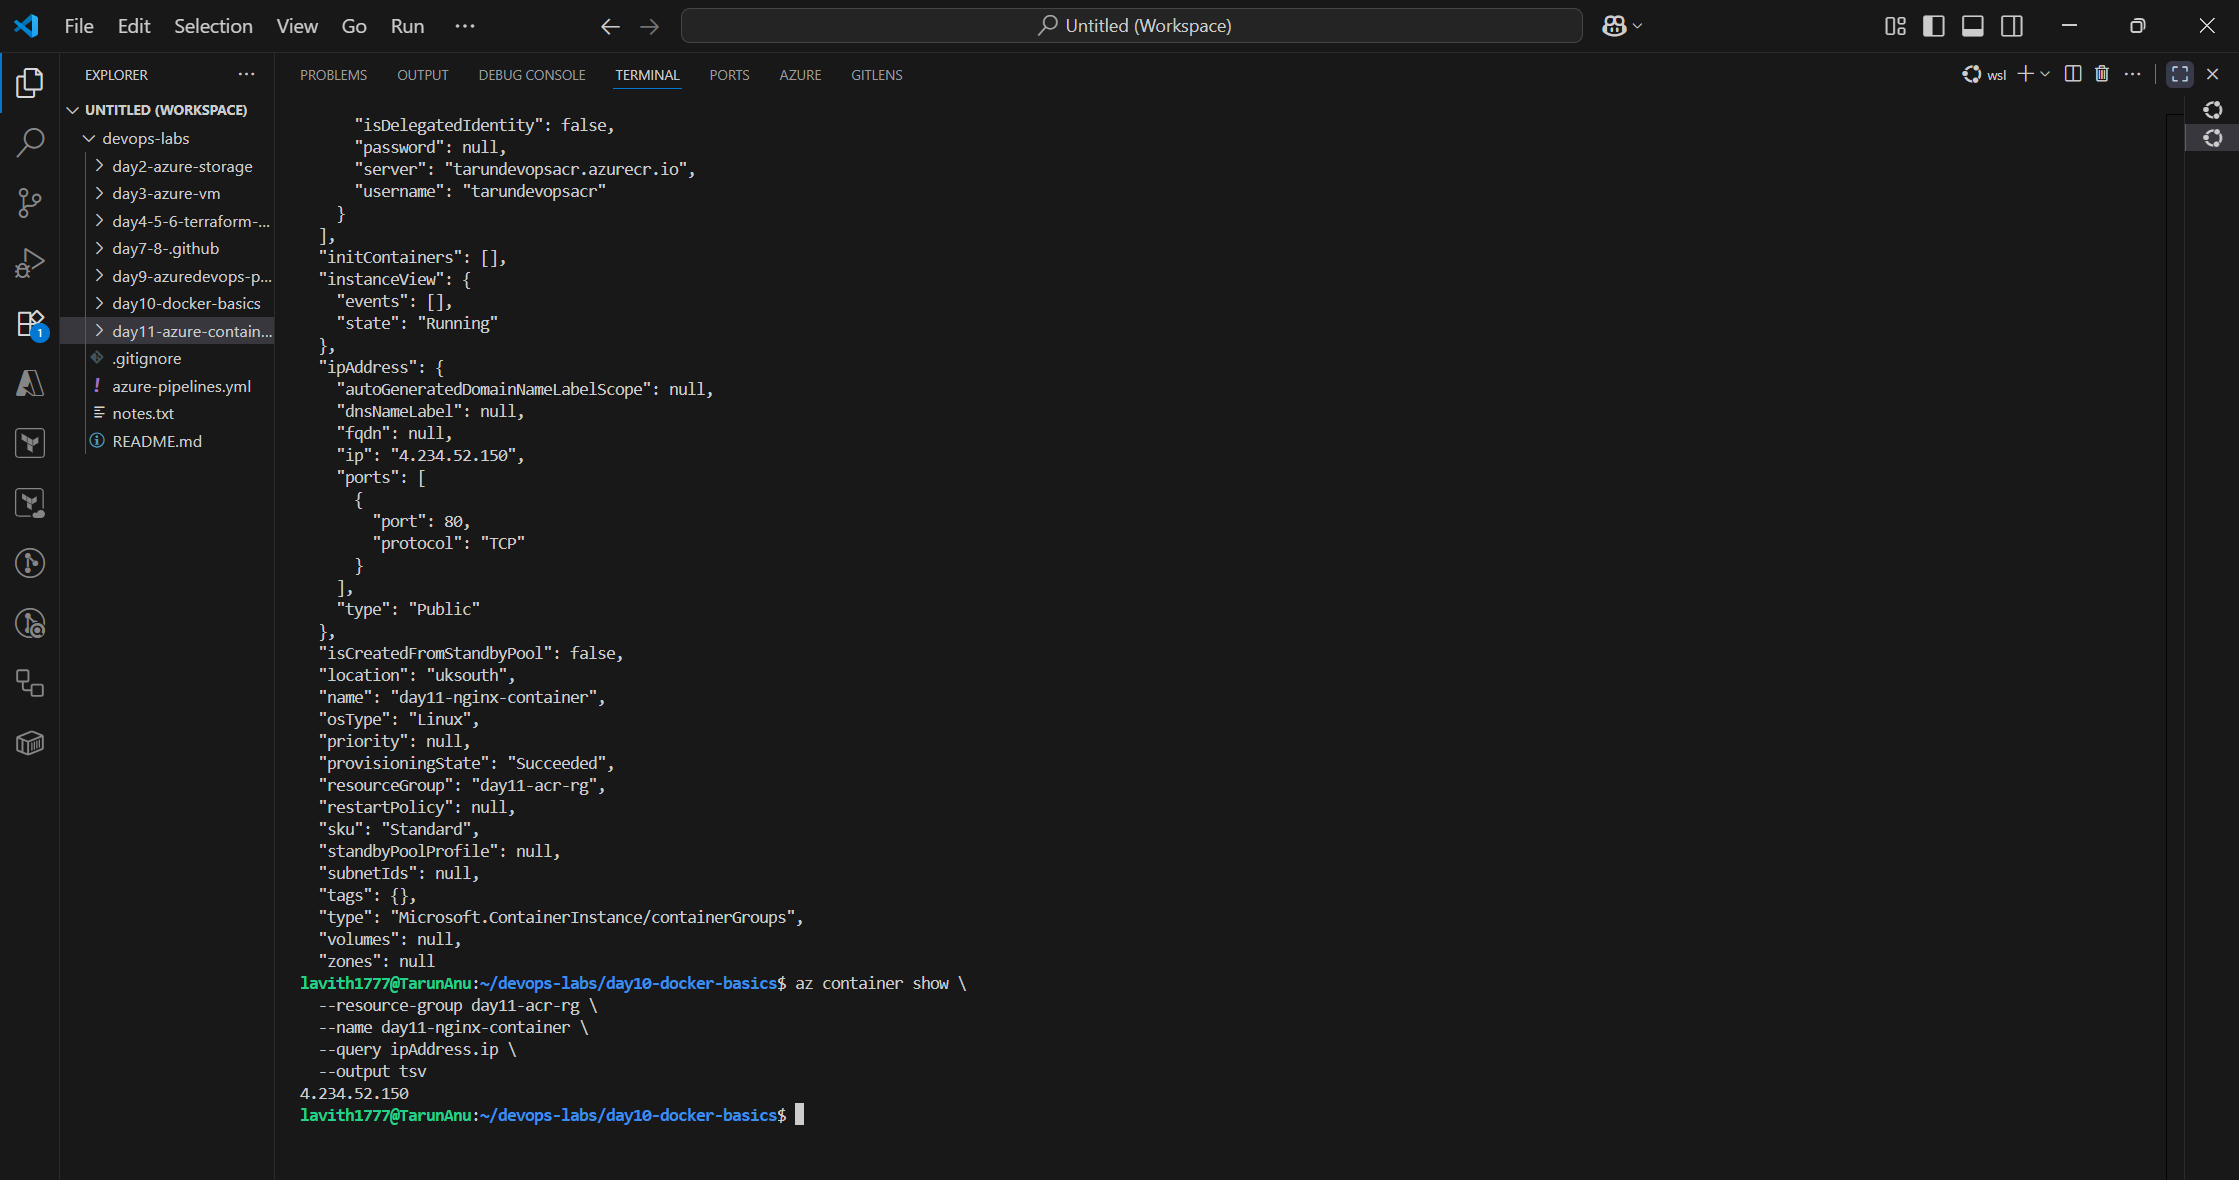 File Edit Selection View Go Run ···
Untitled (Workspace)
EXPLORER
UNTITLED (WORKSPACE)
devops-labs
day2-azure-storage
day3-azure-vm
day4-5-6-terraform-...
day7-8-.github
day9-azuredevops-p...
day10-docker-basics
day11-azure-contain...
.gitignore
! azure-pipelines.yml
notes.txt
README.md
1
PROBLEMS OUTPUT DEBUG CONSOLE TERMINAL PORTS AZURE GITLENS
wsl
"isDelegatedIdentity": false,
"password": null,
"server": "tarundevopsacr.azurecr.io",
"username": "tarundevopsacr"
}
],
"initContainers": [],
"instanceView": {
"events": [],
"state": "Running"
},
"ipAddress": {
"autoGeneratedDomainNameLabelScope": null,
"dnsNameLabel": null,
"fqdn": null,
"ip": "4.234.52.150",
"ports": [
{
"port": 80,
"protocol": "TCP"
}
],
"type": "Public"
},
"isCreatedFromStandbyPool": false,
"location": "uksouth",
"name": "day11-nginx-container",
"osType": "Linux",
"priority": null,
"provisioningState": "Succeeded",
"resourceGroup": "day11-acr-rg",
"restartPolicy": null,
"sku": "Standard",
"standbyPoolProfile": null,
"subnetIds": null,
"tags": {},
"type": "Microsoft.ContainerInstance/containerGroups",
"volumes": null,
"zones": null
lavith1777@TarunAnu:~/devops-labs/day10-docker-basics$ az container show \
--resource-group day11-acr-rg \
--name day11-nginx-container \
--query ipAddress.ip \
--output tsv
4.234.52.150
lavith1777@TarunAnu:~/devops-labs/day10-docker-basics$